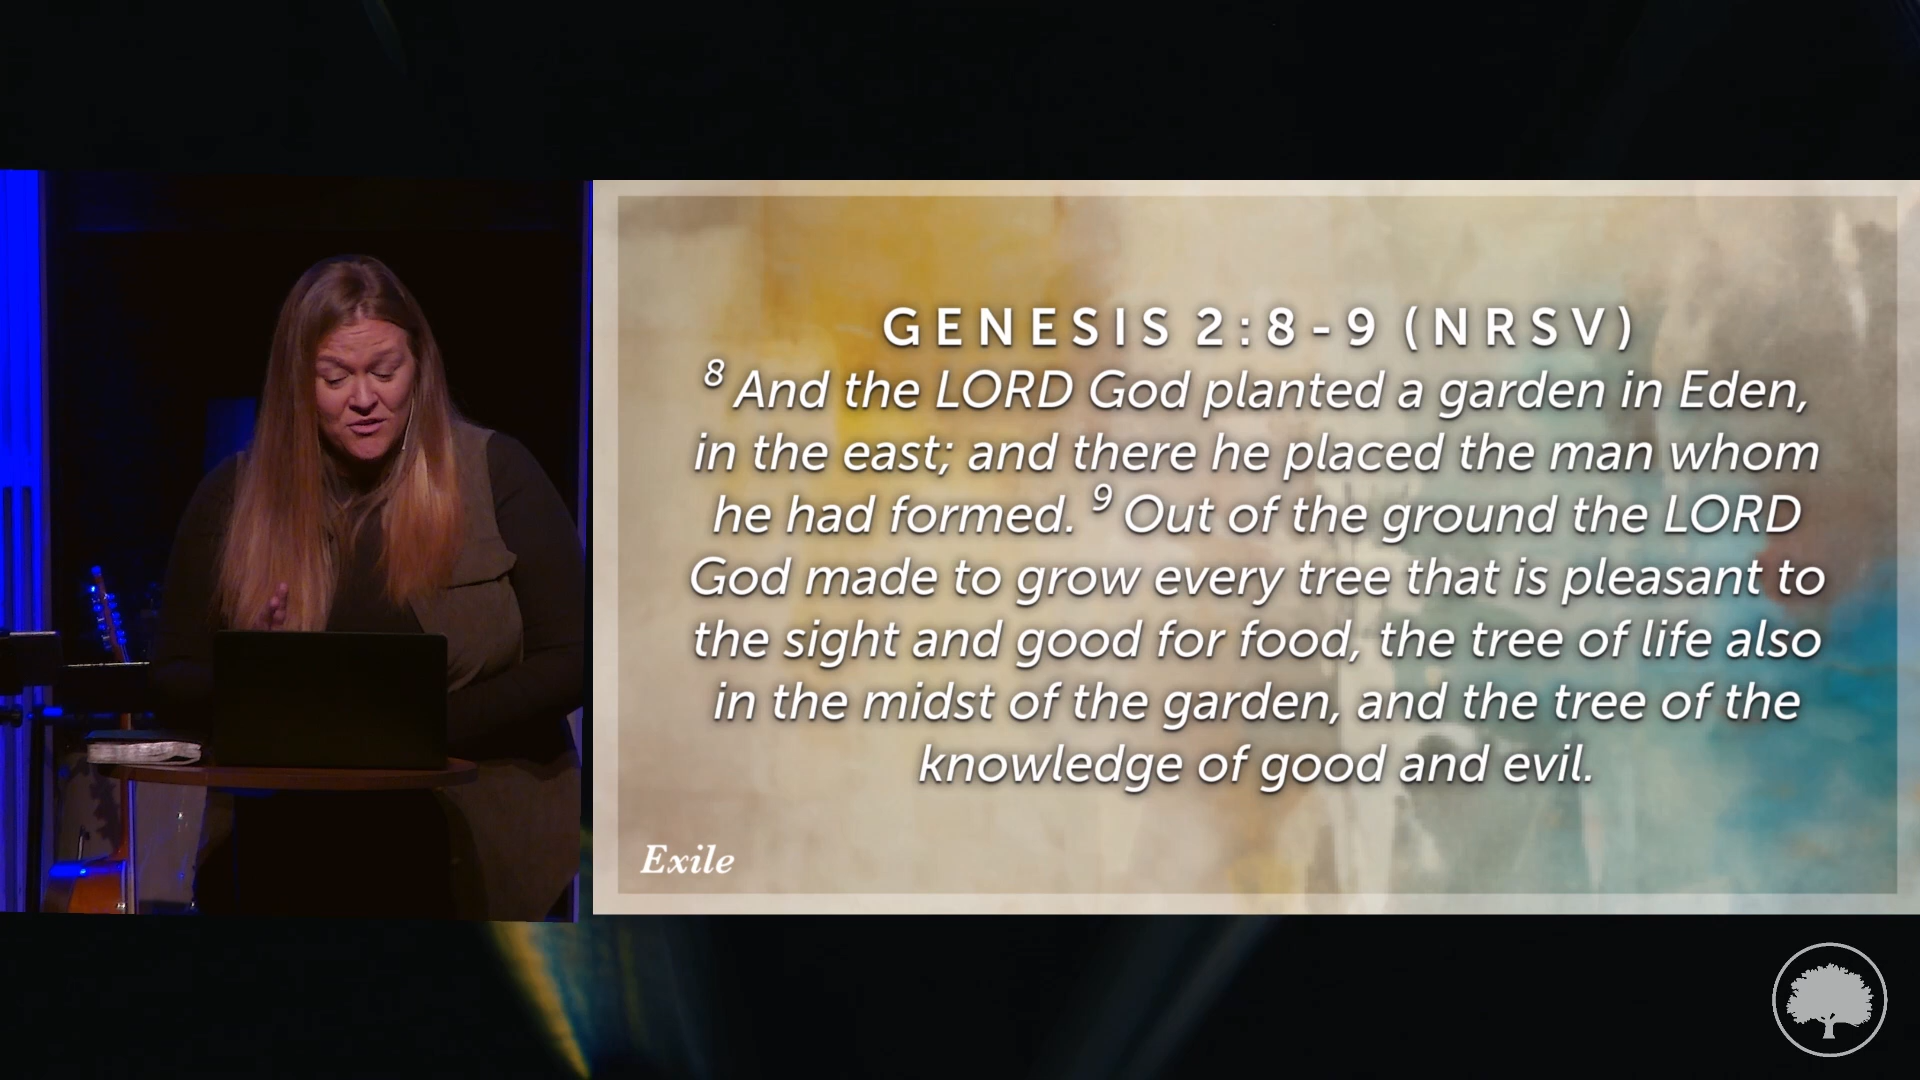 GENESIS 2:8-9 (NRSV)
8 And the LORD God planted a garden in Eden,
in the east; and there he placed the man whom
he had formed. 9 Out of the ground the LORD
God made to grow every tree that is pleasant to
the sight and good for food, the tree of life also
in the midst of the garden, and the tree of the
knowledge of good and evil.
Exile